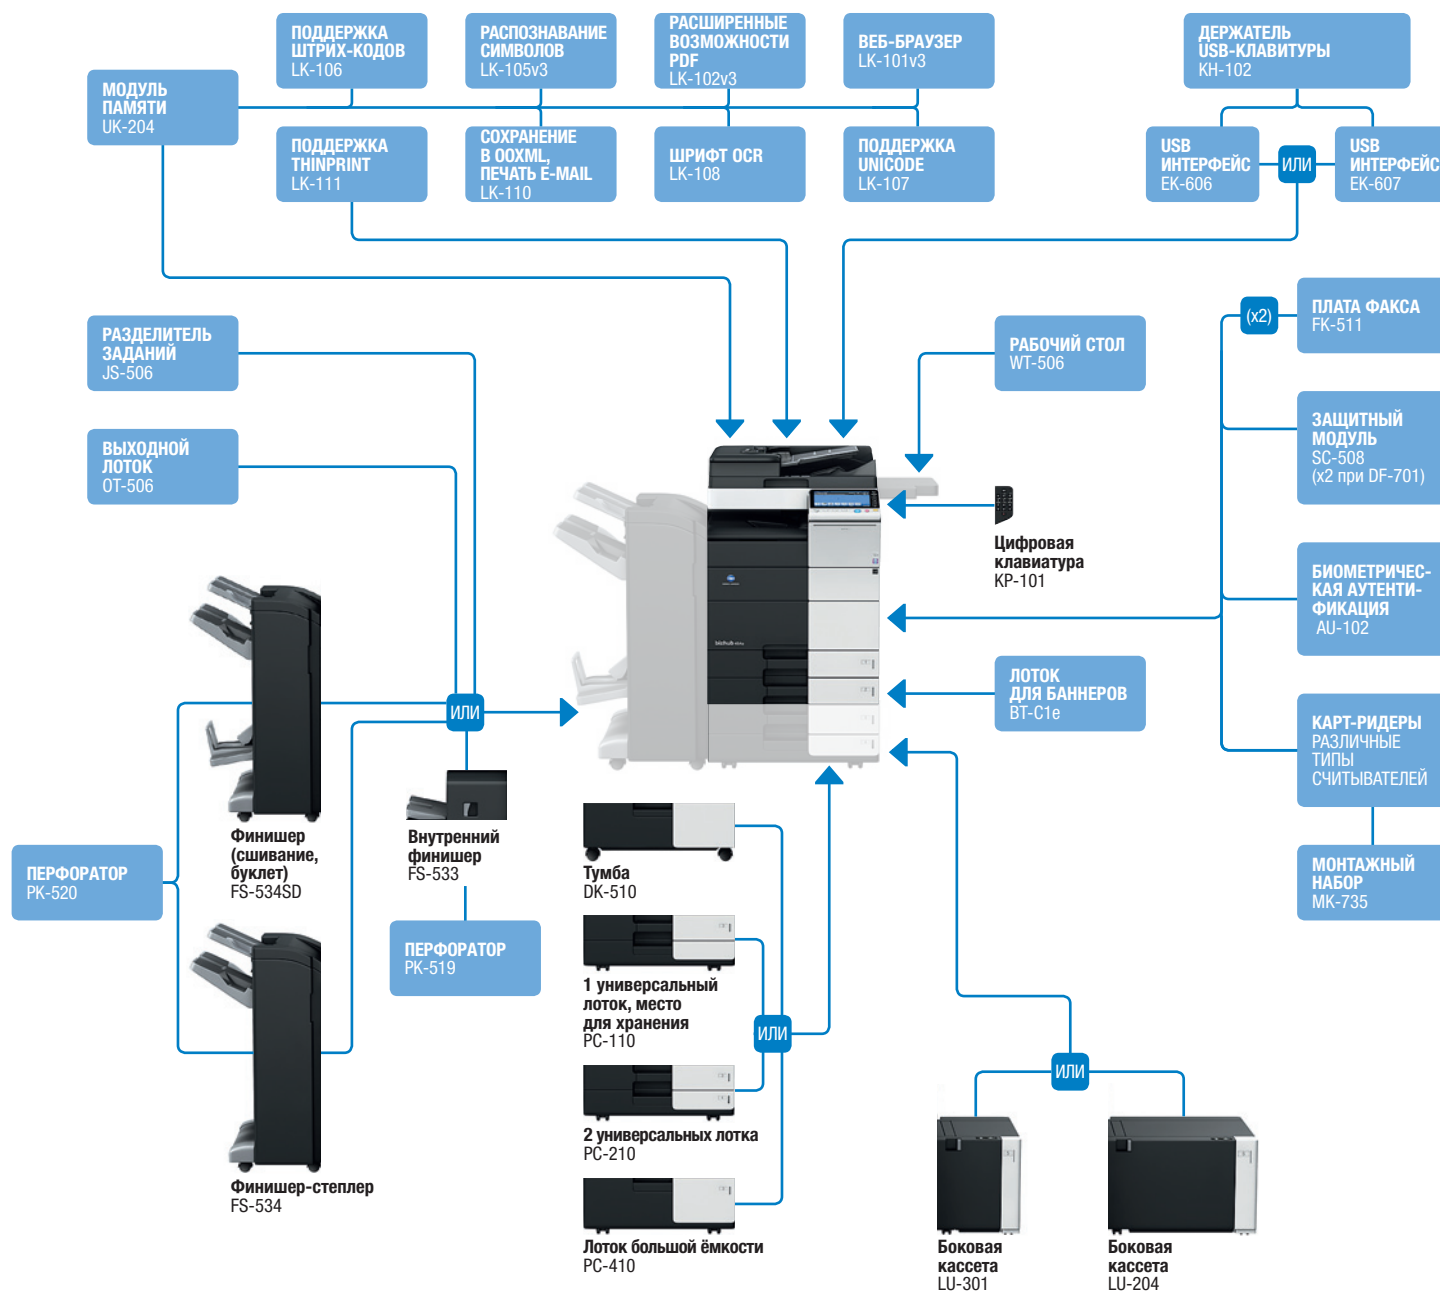 ПОДДЕРЖКА
ШТРИХ-КОДОВ
LK-106
РАСПОЗНАВАНИЕ
СИМВОЛОВ
LK-105v3
РАСШИРЕННЫЕ
ВОЗМОЖНОСТИ
PDF
LK-102v3
ВЕБ-БРАУЗЕР
LK-101v3
ДЕРЖАТЕЛЬ
USB-КЛАВИТУРЫ
KH-102
МОДУЛЬ
ПАМЯТИ
UK-204
ПОДДЕРЖКА
THINPRINT
LK-111
СОХРАНЕНИЕ
В OOXML,
ПЕЧАТЬ E-MAIL
LK-110
ШРИФТ OCR
LK-108
ПОДДЕРЖКА
UNICODE
LK-107
USB
ИНТЕРФЕЙС
EK-606
ИЛИ
USB
ИНТЕРФЕЙС
EK-607
РАЗДЕЛИТЕЛЬ
ЗАДАНИЙ
JS-506
РАБОЧИЙ СТОЛ
WT-506
(x2)
ПЛАТА ФАКСА
FK-511
ВЫХОДНОЙ
ЛОТОК
OT-506
ЗАЩИТНЫЙ
МОДУЛЬ
SC-508
(x2 при DF-701)
Цифровая
клавиатура
KP-101
БИОМЕТРИЧЕС-
КАЯ АУТЕНТИ-
ФИКАЦИЯ
AU-102
ЛОТОК
ДЛЯ БАННЕРОВ
BT-C1e
ИЛИ
КАРТ-РИДЕРЫ
РАЗЛИЧНЫЕ
ТИПЫ
СЧИТЫВАТЕЛЕЙ
Финишер
(сшивание,
буклет)
FS-534SD
Внутренний
финишер
FS-533
Тумба
DK-510
ПЕРФОРАТОР
PK-520
МОНТАЖНЫЙ
НАБОР
MK-735
ПЕРФОРАТОР
PK-519
1 универсальный
лоток, место
для хранения
PC-110
ИЛИ
ИЛИ
2 универсальных лотка
PC-210
Финишер-степлер
FS-534
Лоток большой ёмкости
PC-410
Боковая
кассета
LU-301
Боковая
кассета
LU-204